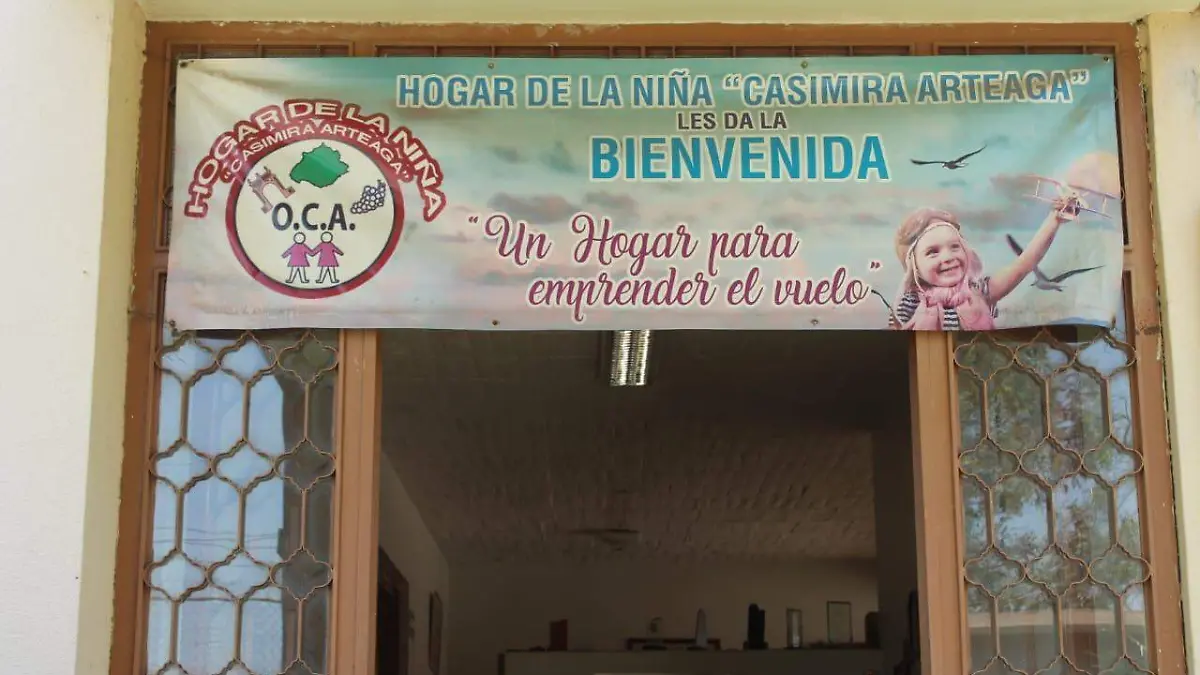 HOGAR DE LA NIÑA
"CASIMIRA ARTEAGA"
O.C.A.
HOGAR DE LA NIÑA "CASIMIRA ARTEAGA"
LES DA LA
BIENVENIDA
"Un Hogar para
emprender el vuelo"